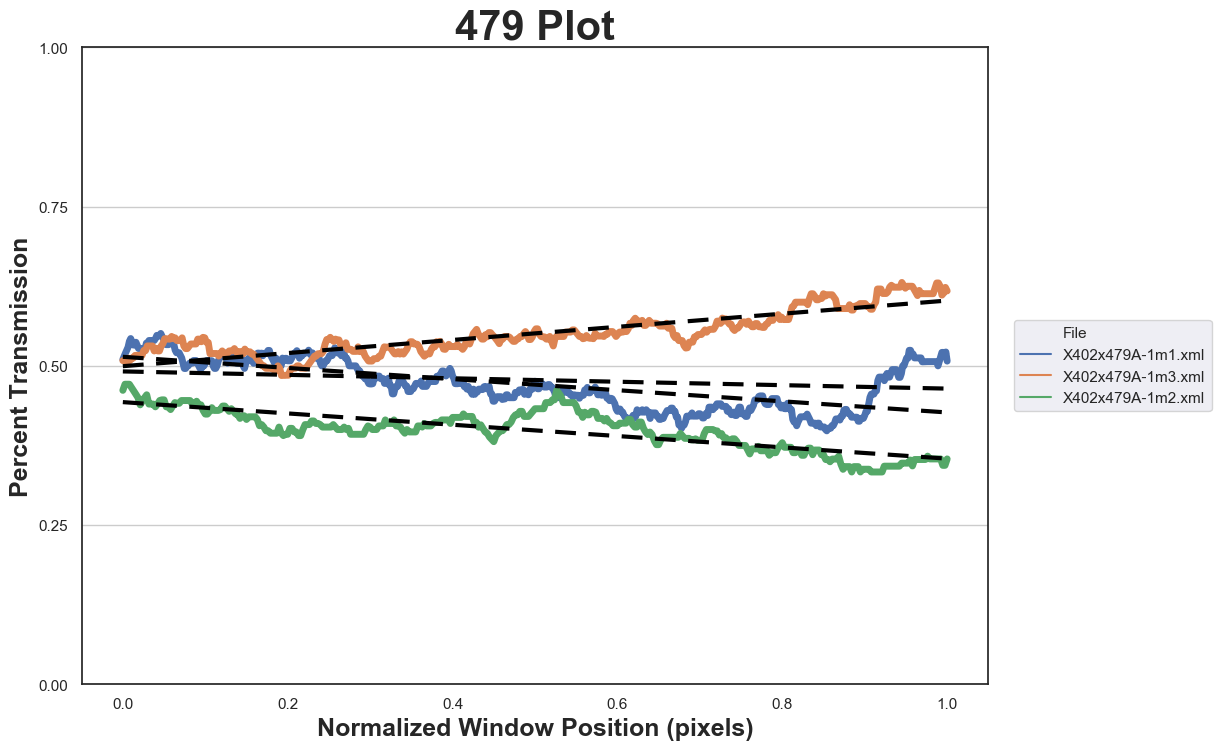 479 Plot
Percent Transmission
1.00
0.75
0.50
0.25
0.00
0.0 0.2 0.4 0.6 0.8 1.0
Normalized Window Position (pixels)
File
X402x479A-1m1.xml
X402x479A-1m3.xml
X402x479A-1m2.xml